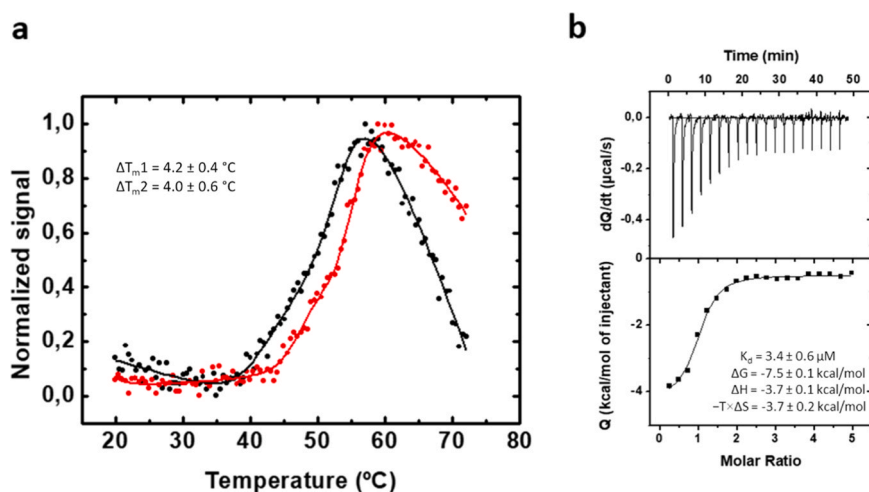 a
ΔTm1 = 4.2 ± 0.4 °C
ΔTm2 = 4.0 ± 0.6 °C
Normalized signal
1,0
0,8
0,6
0,4
0,2
0,0
20 30 40 50 60 70 80
Temperature (ºC)
b
Time (min)
0 10 20 30 40 50
dQ/dt (µcal/s)
0,0
-0,2
-0,4
Q (kcal/mol of injectant)
0
-2
-4
Kd = 3.4 ± 0.6 µM
ΔG = -7.5 ± 0.1 kcal/mol
ΔH = -3.7 ± 0.1 kcal/mol
−T×ΔS = -3.7 ± 0.2 kcal/mol
0 1 2 3 4 5
Molar Ratio